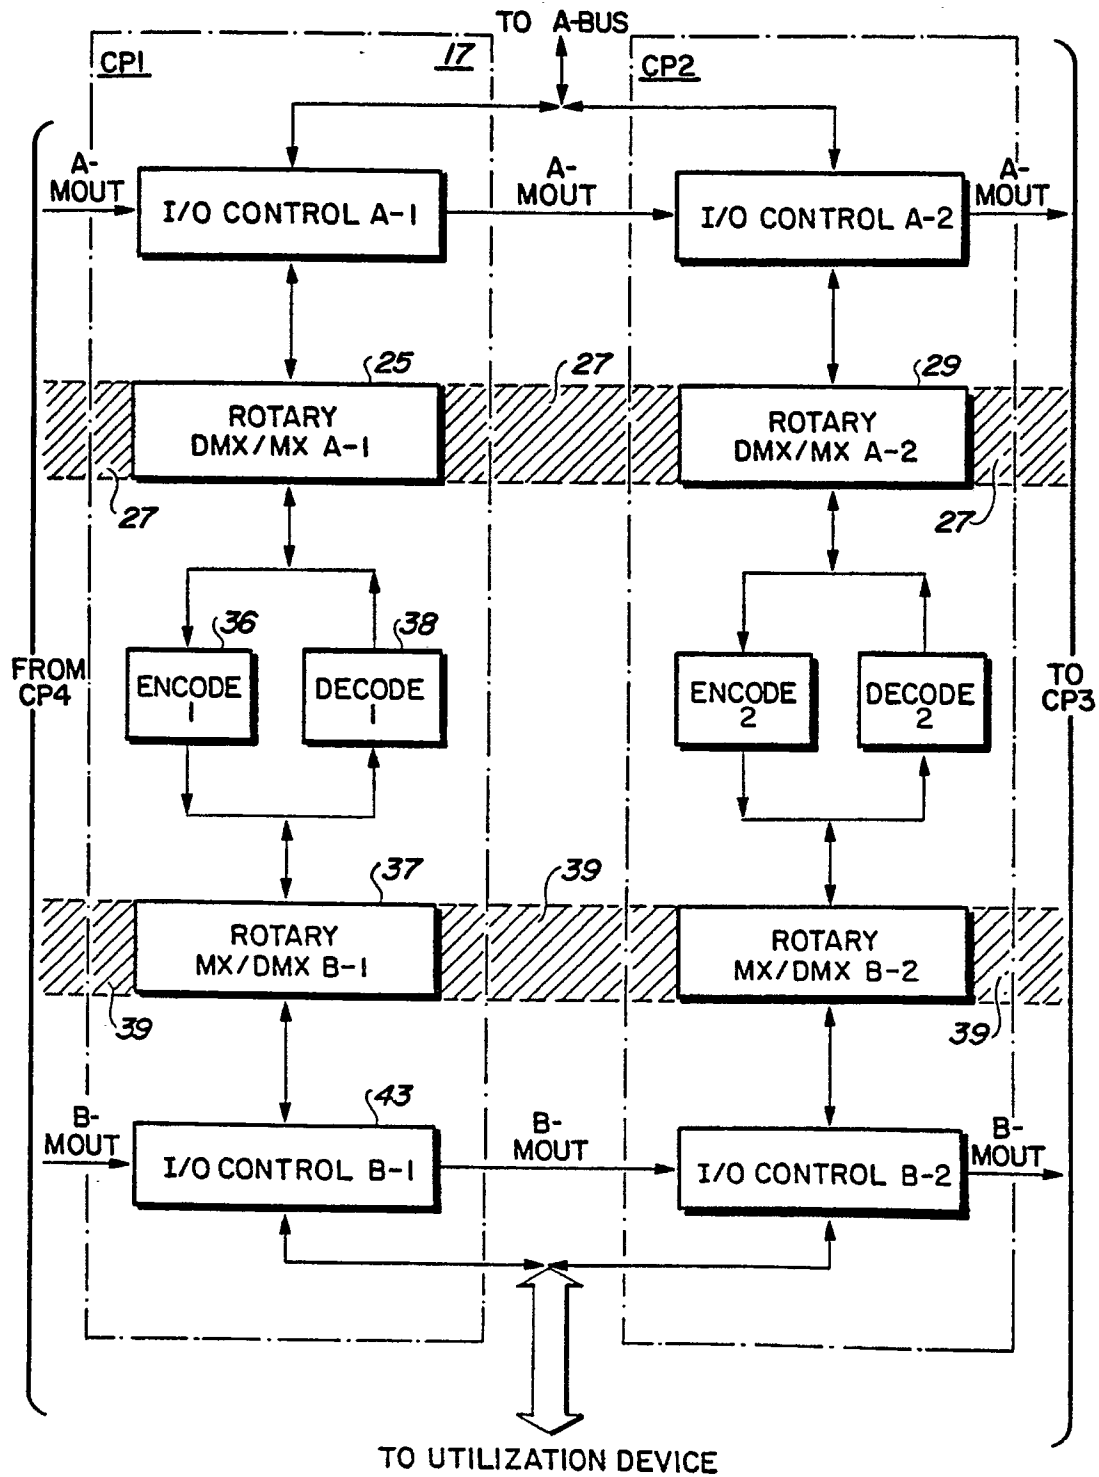 TO A-BUS
CP1
17
CP2
A-
MOUT
I/O CONTROL A-1
A-
MOUT
I/O CONTROL A-2
A-
MOUT
25
27
29
ROTARY
DMX/MX A-1
ROTARY
DMX/MX A-2
27
27
36
38
FROM
CP4
ENCODE
1
DECODE
1
ENCODE
2
DECODE
2
TO
CP3
37
39
ROTARY
MX/DMX B-1
ROTARY
MX/DMX B-2
39
39
43
B-
MOUT
I/O CONTROL B-1
B-
MOUT
I/O CONTROL B-2
B-
MOUT
TO UTILIZATION DEVICE